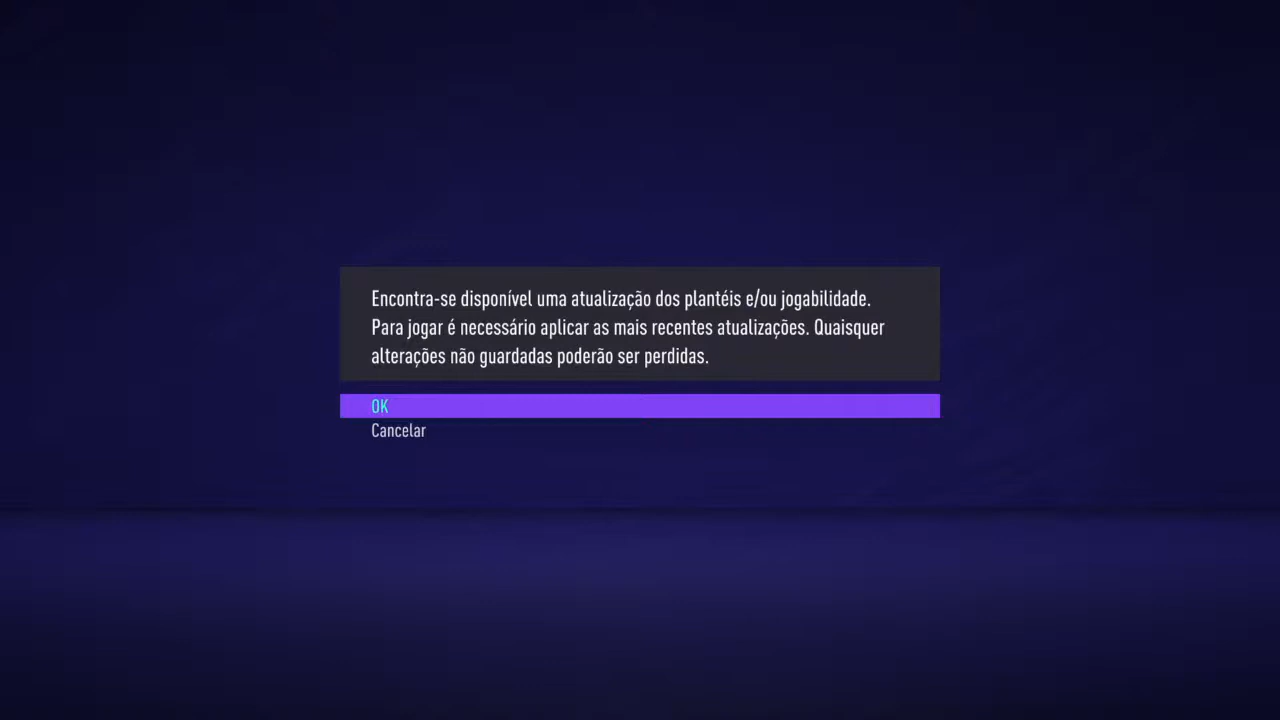 Encontra-se disponível uma atualização dos plantéis e/ou jogabilidade.
Para jogar é necessário aplicar as mais recentes atualizações. Quaisquer
alterações não guardadas poderão ser perdidas.
OK
Cancelar